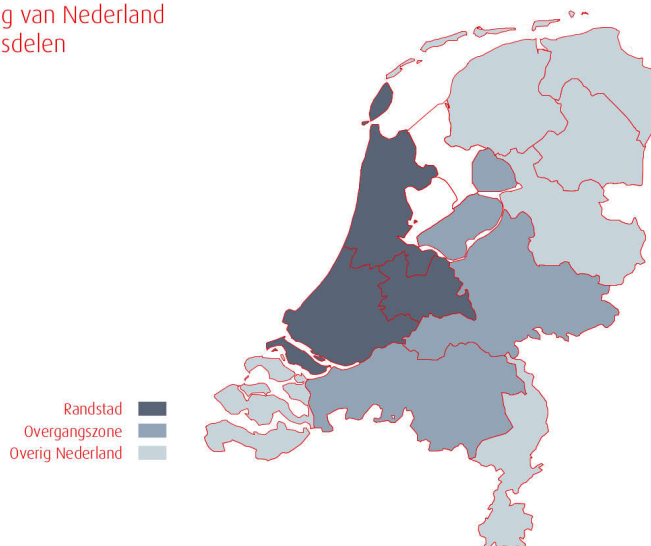 g van Nederland
sdelen
Randstad
Overgangszone
Overig Nederland